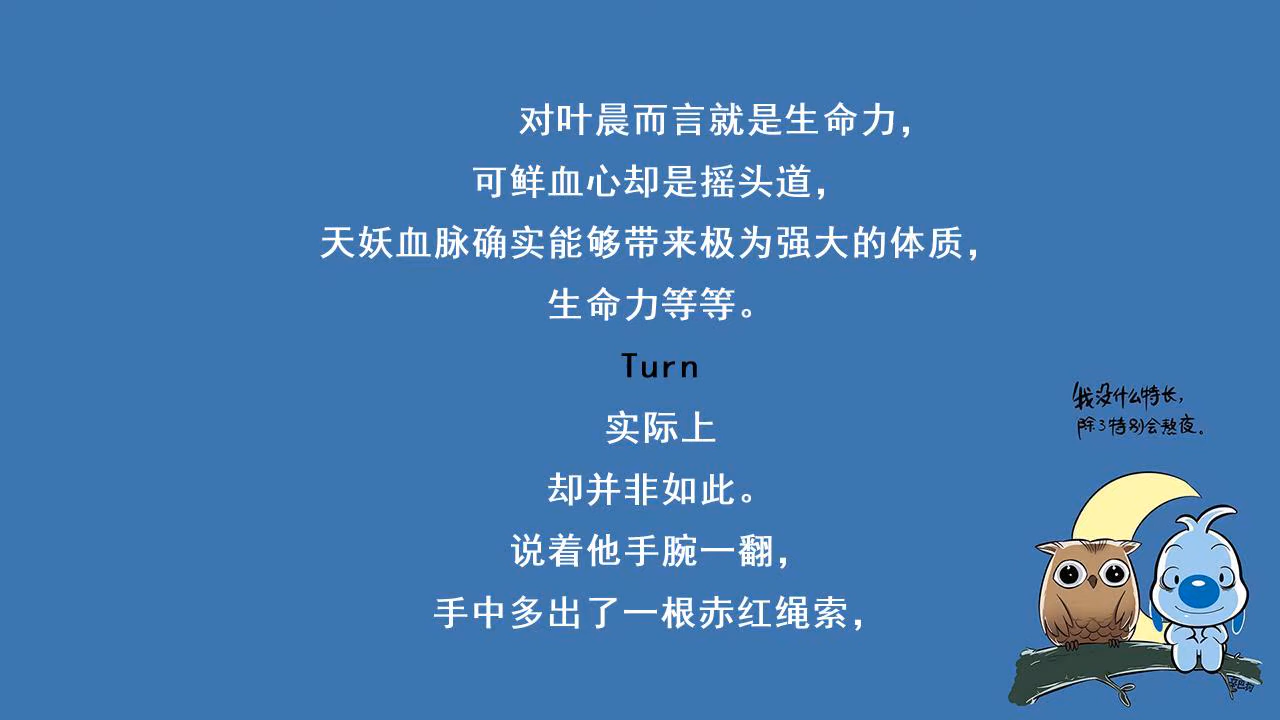 对叶晨而言就是生命力，
可鲜血心却是摇头道，
天妖血脉确实能够带来极为强大的体质，
生命力等等。
Turn
实际上
却并非如此。
说着他手腕一翻，
手中多出了一根赤红绳索，
我没什么特长，
除了特别会熬夜。